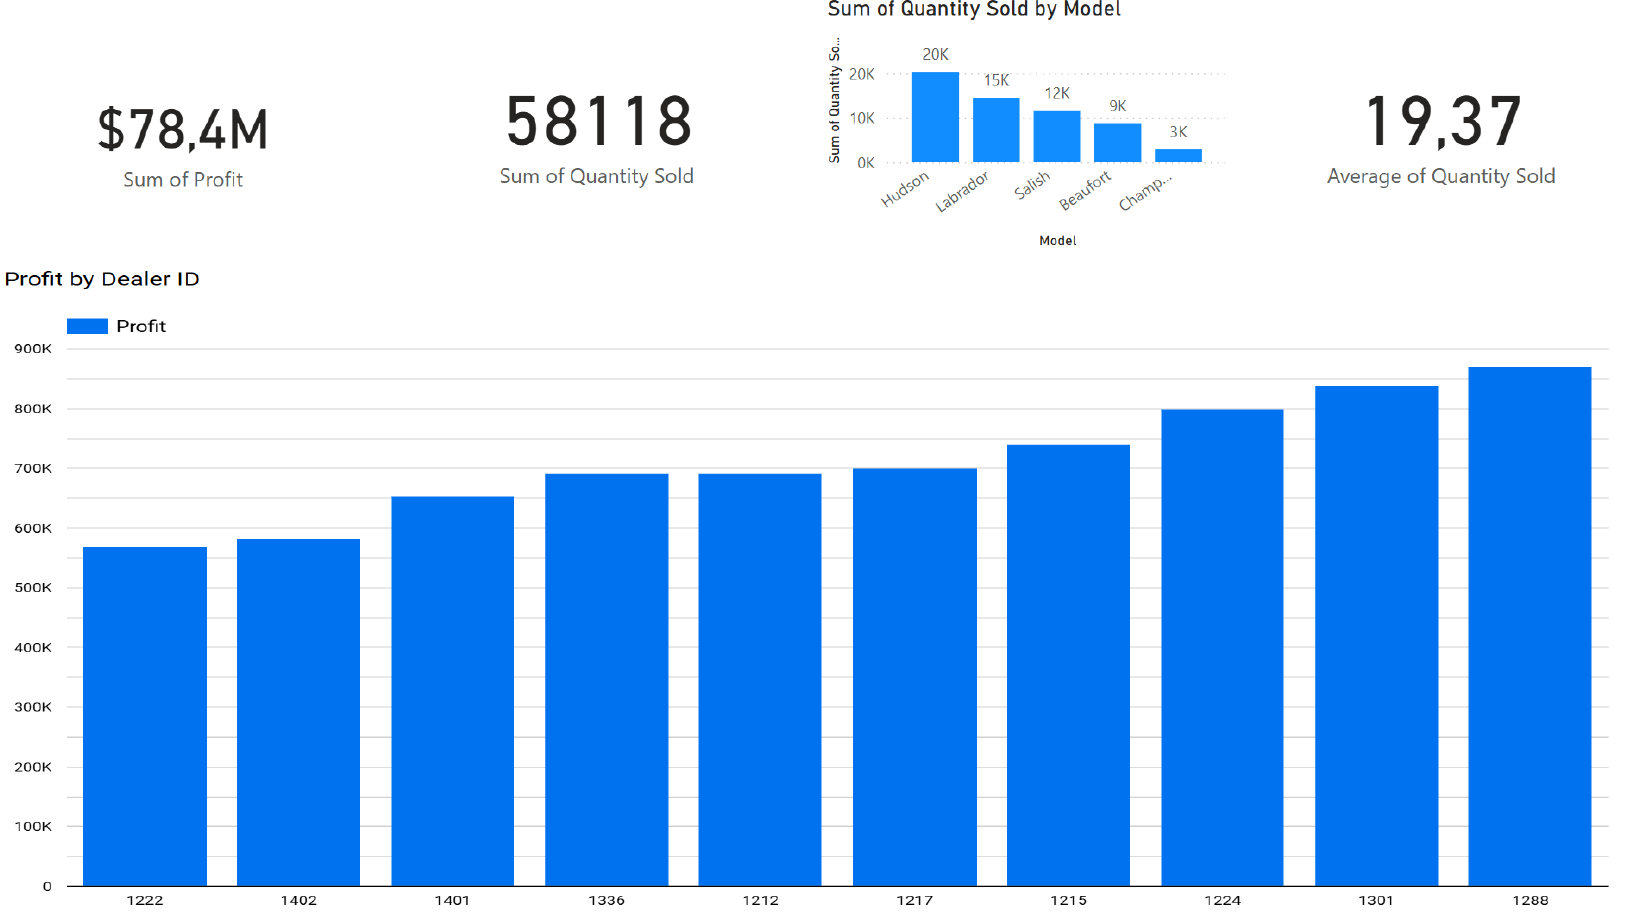 $78,4M
Sum of Profit
58118
Sum of Quantity Sold
Sum of Quantity Sold by Model
Sum of Quantity So...
20K
10K
0K
20K
15K
12K
9K
3K
Hudson
Labrador
Salish
Beaufort
Champ...
Model
19,37
Average of Quantity Sold
Profit by Dealer ID
Profit
900K
800K
700K
600K
500K
400K
300K
200K
100K
0
1222 1402 1401 1336 1212 1217 1215 1224 1301 1288